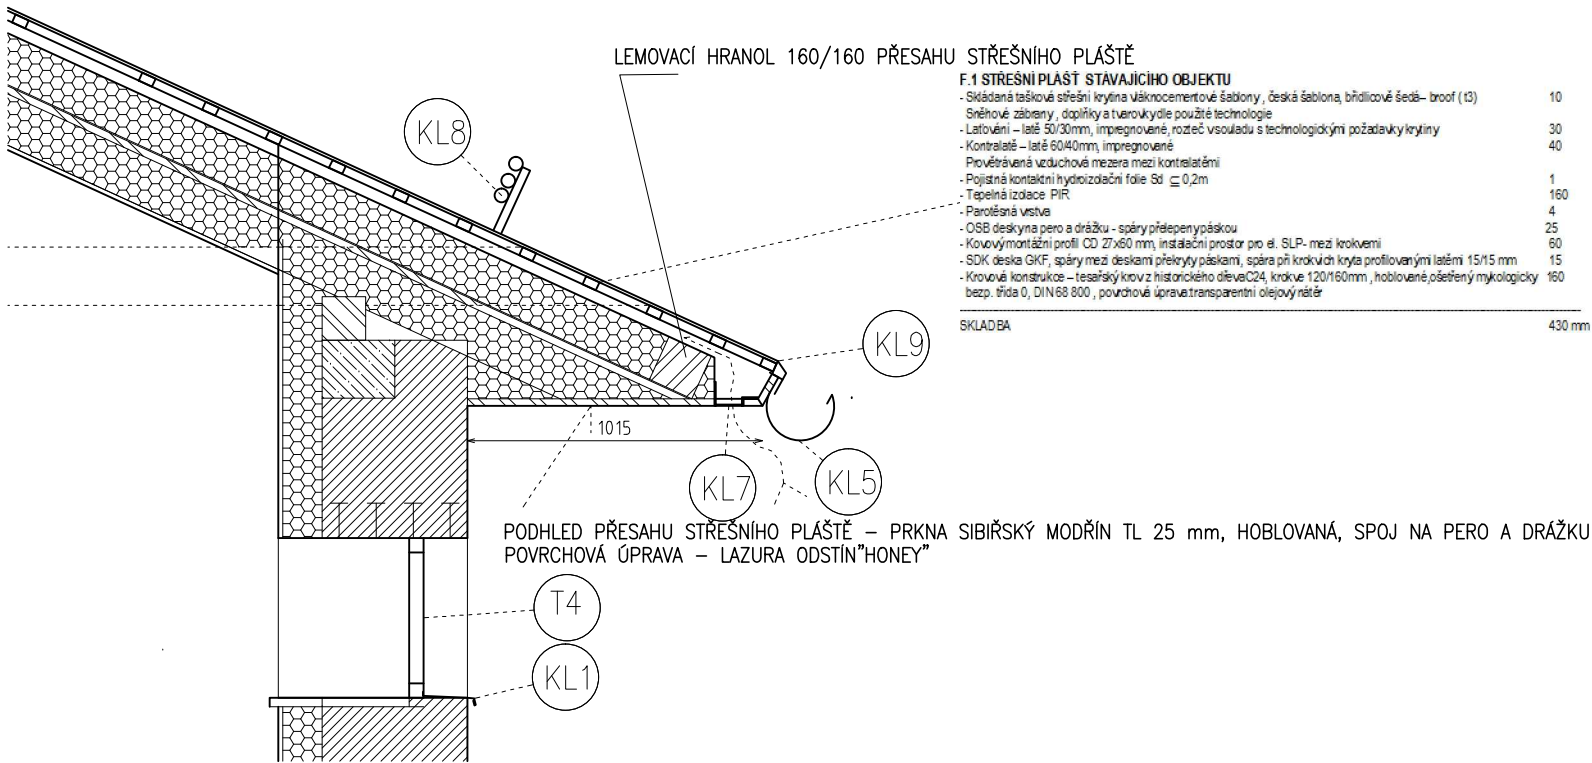 LEMOVACÍ HRANOL 160/160 PŘESAHU STŘEŠNÍHO PLÁŠTĚ
F.1 STŘEŠNÍ PLÁŠŤ STÁVAJÍCÍHO OBJEKTU
- Skládaná tašková střešní krytina vláknocementové šablony , česká šablona, břidlicově šedá– broof ( t3) 10
Sněhové zábrany , doplňky a tvarovky dle použité technologie
- Laťování – latě 50/30mm, impregnované, rozteč v souladu s technologickými požadavky krytiny 30
- Kontralatě – latě 60/40mm, impregnované 40
Provětrávaná vzduchová mezera mezi kontralatěmi
- Pojistná kontaktní hydroizolační folie Sd ⊆ 0,2m 1
- Tepelná izolace PIR 160
- Parotěsná vrstva 4
- OSB desky na pero a drážku - spáry přelepeny páskou 25
- Kovový montážní profil CD 27x60 mm, instalační prostor pro el. SLP- mezi krokvemi 60
- SDK deska GKF, spáry mezi deskami překryty páskami, spára při krokvích kryta profilovanými latěmi 15/15 mm 15
- Krovová konstrukce – tesařský krov z historického dřeva C24, krokve 120/160mm , hoblované,ošetřený mykologicky 160
bezp. třída 0, DIN 68 800 , povrchová úprava:transparentní olejový nátěr
SKLADBA 430 mm
KL8
KL9
1015
KL7
KL5
PODHLED PŘESAHU STŘEŠNÍHO PLÁŠTĚ – PRKNA SIBIŘSKÝ MODŘÍN TL 25 mm, HOBLOVANÁ, SPOJ NA PERO A DRÁŽKU
POVRCHOVÁ ÚPRAVA – LAZURA ODSTÍN"HONEY"
T4
KL1